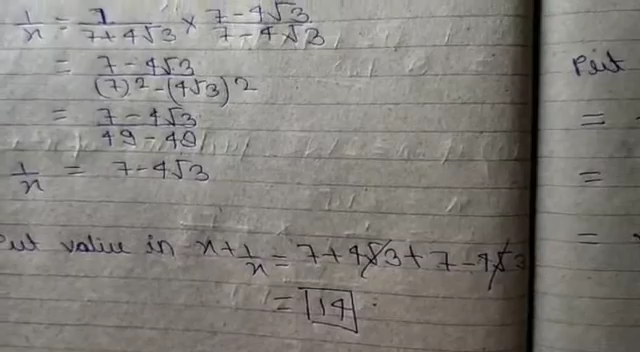 1/x = 1/7+4√3 × 7-4√3/7-4√3
= 7-4√3/(7)²-(4√3)²
= 7-4√3/49-49
1/x = 7-4√3
Put value in x+1/x = 7+4√3+7-4√3
= 14
Put
=
=
=